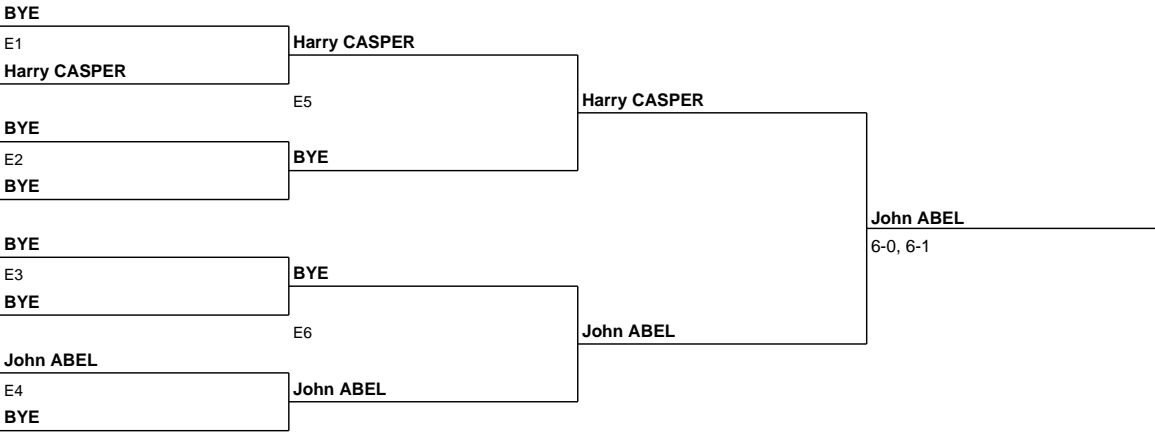 BYE
E1
Harry CASPER
Harry CASPER
E5
Harry CASPER
BYE
E2
BYE
BYE
John ABEL
6-0, 6-1
BYE
E3
BYE
BYE
E6
John ABEL
John ABEL
E4
John ABEL
BYE